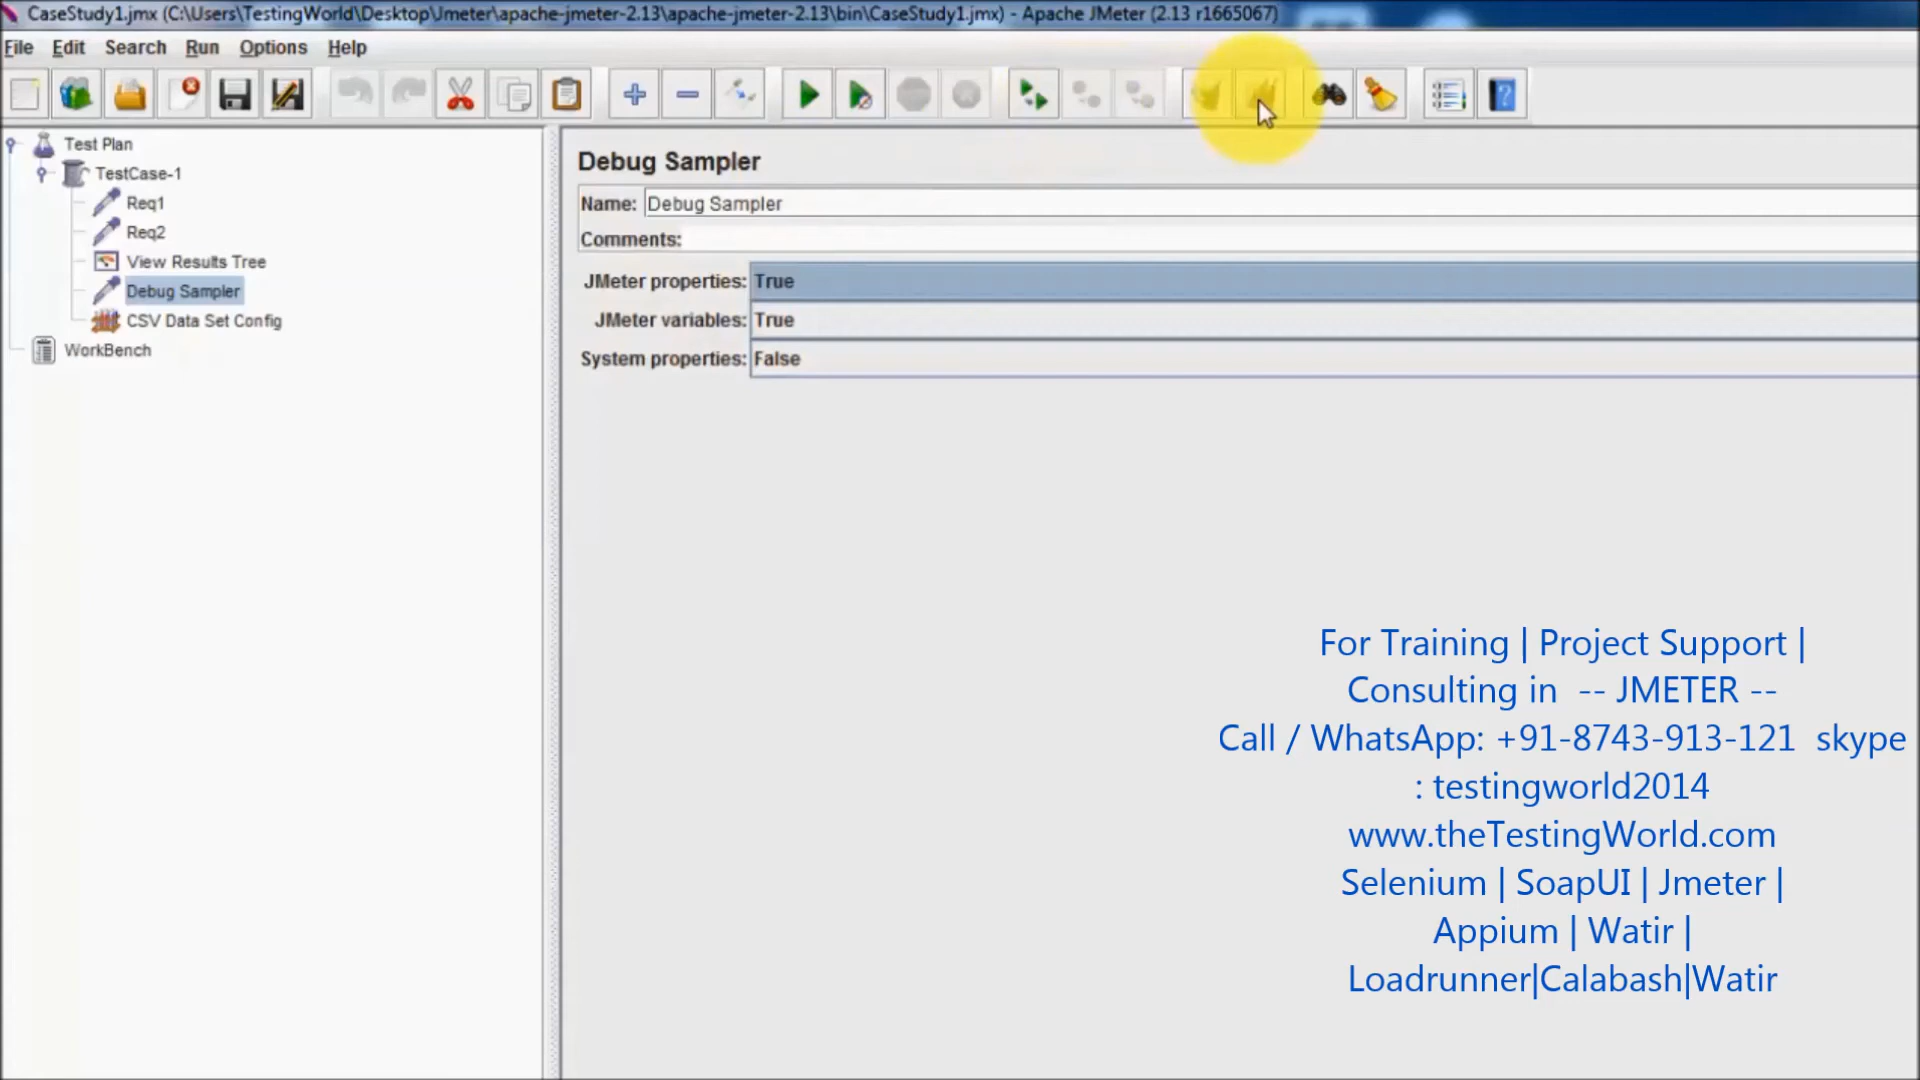 CaseStudy1.jmx (C:\Users\TestingWorld\Desktop\Jmeter\apache-jmeter-2.13\apache-jmeter-2.13\bin\CaseStudy1.jmx) - Apache JMeter (2.13 r1665067)
File Edit Search Run Options Help
Test Plan
TestCase-1
Req1
Req2
View Results Tree
Debug Sampler
CSV Data Set Config
WorkBench
Debug Sampler
Name: Debug Sampler
Comments:
JMeter properties: True
JMeter variables: True
System properties: False
For Training | Project Support |
Consulting in -- JMETER --
Call / WhatsApp: +91-8743-913-121 skype
: testingworld2014
www.theTestingWorld.com
Selenium | SoapUI | Jmeter |
Appium | Watir |
Loadrunner|Calabash|Watir